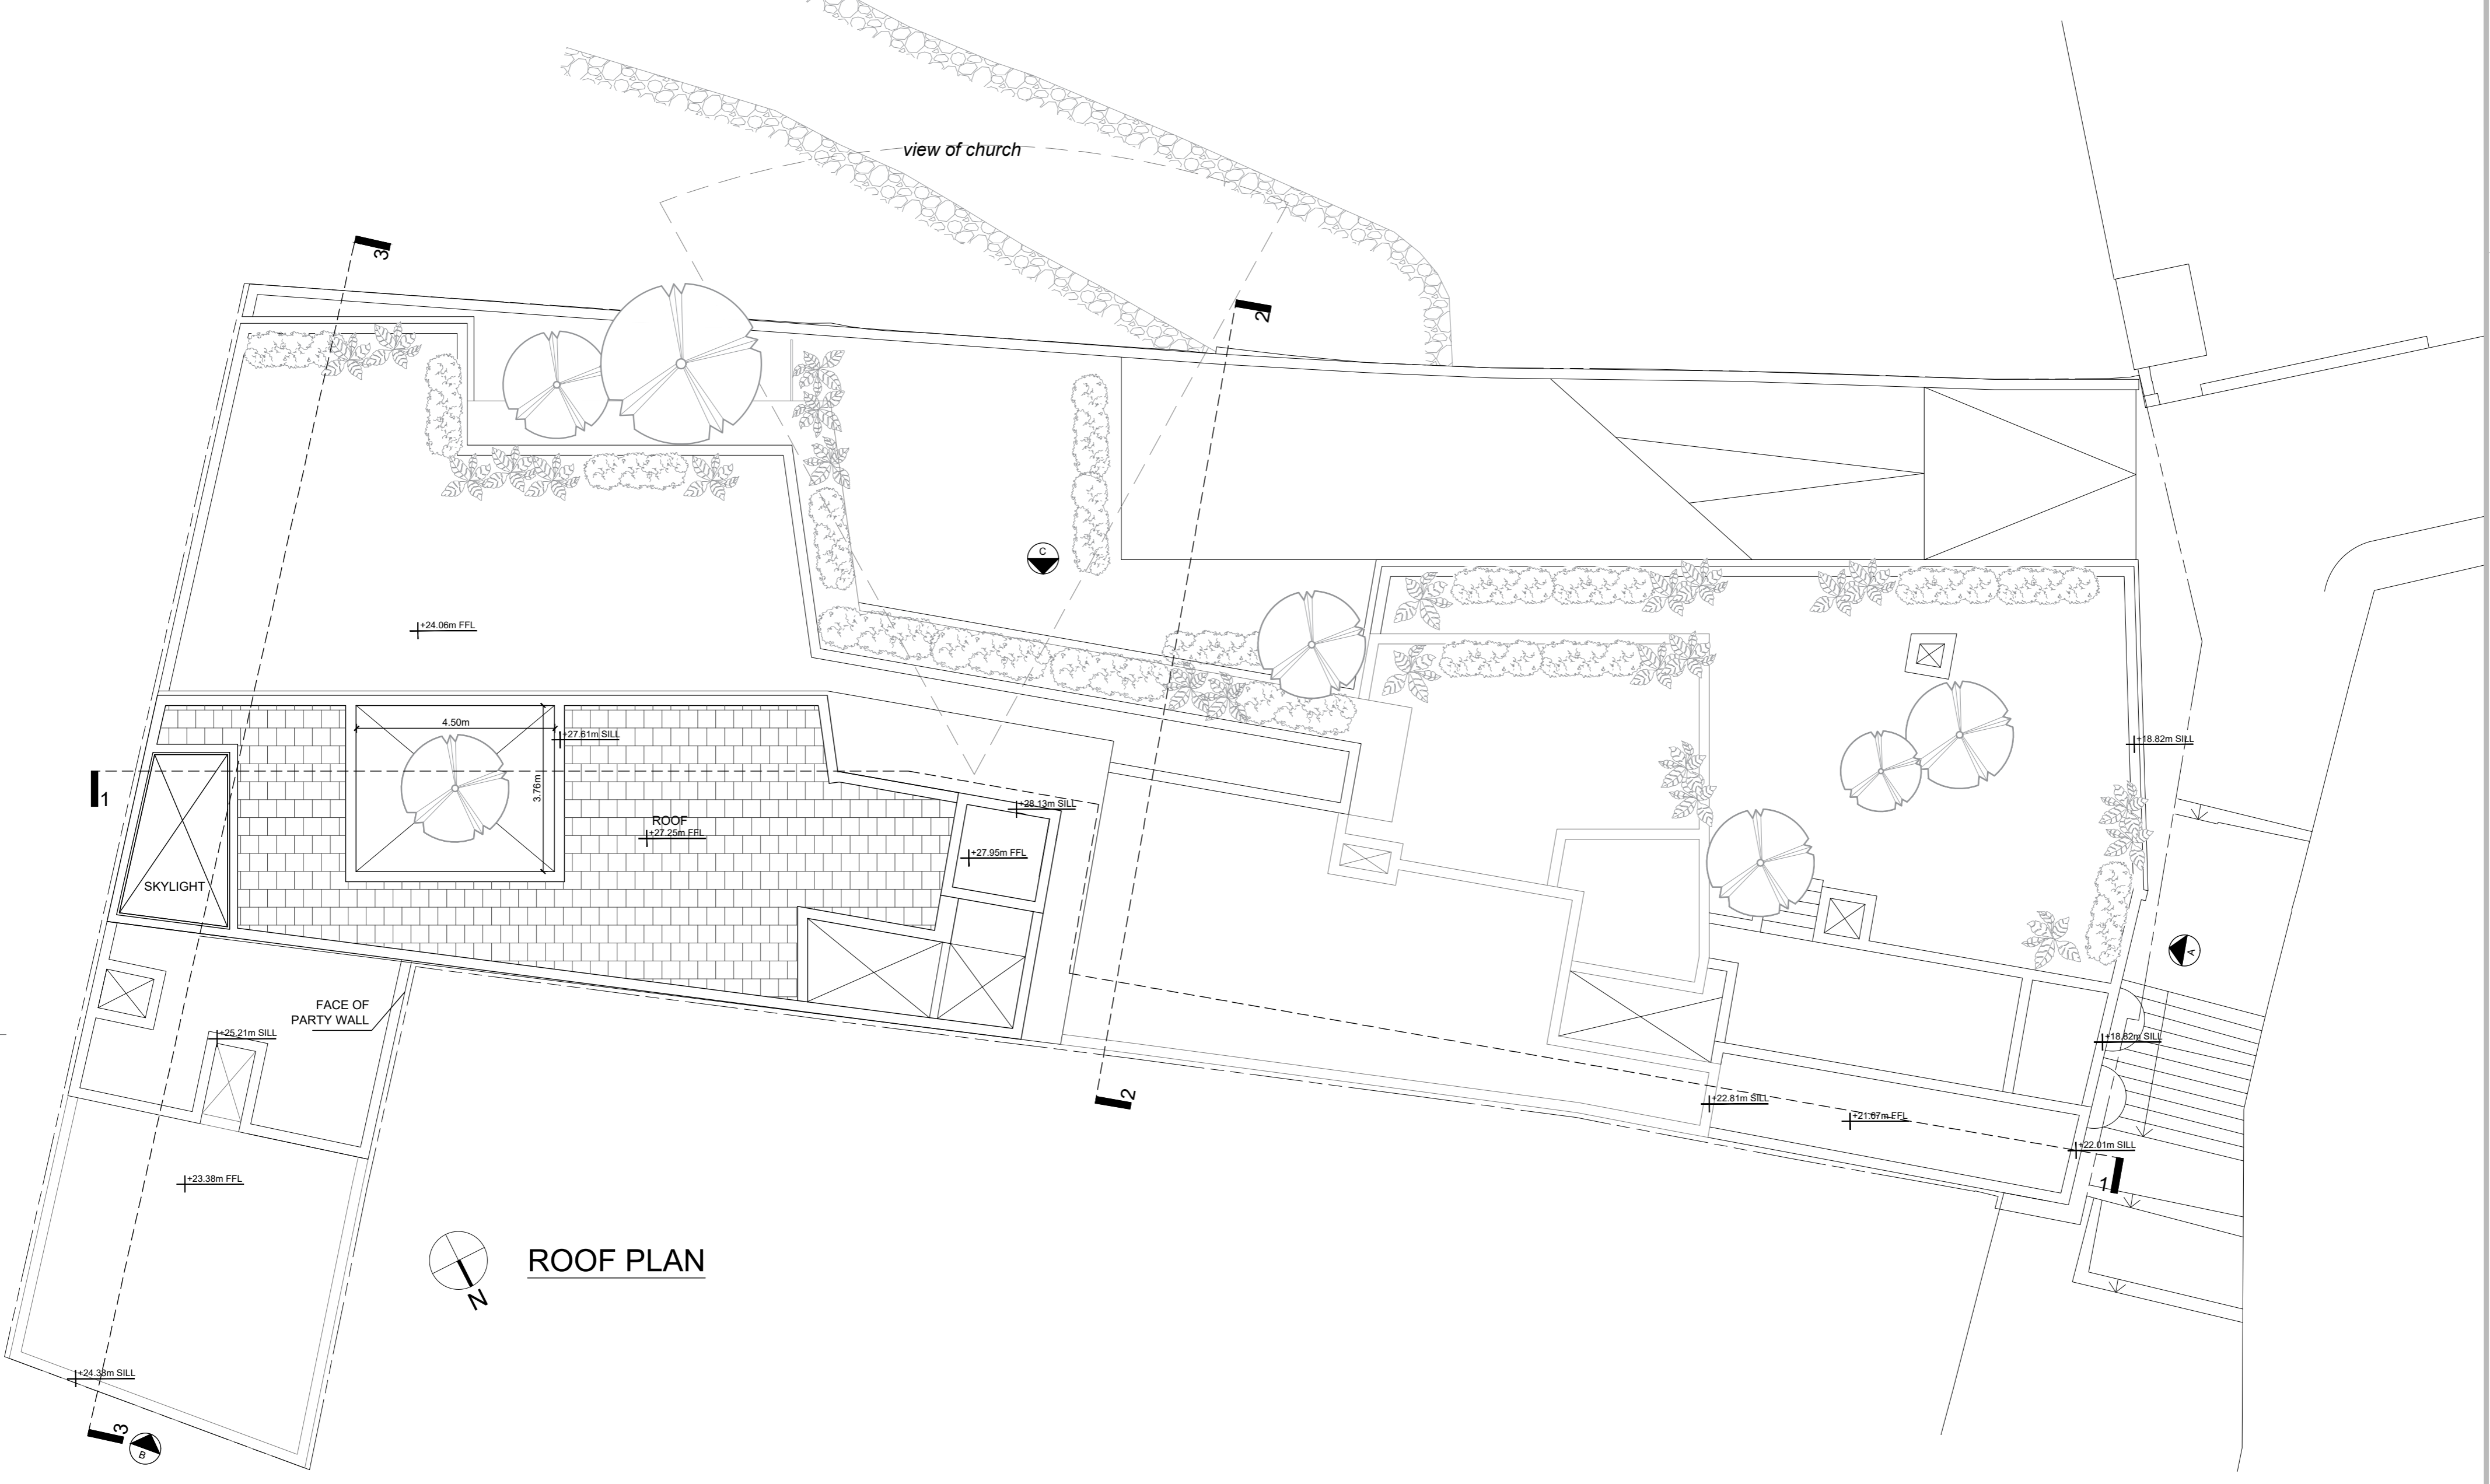 view of church
3
2
C
+24.06m FFL
4.50m
+27.61m SILL
+18.82m SILL
3.76m
1
+28.13m SILL
ROOF
+27.25m FFL
+27.95m FFL
SKYLIGHT
A
FACE OF
PARTY WALL
+25.21m SILL
+18.82m SILL
2
+22.81m SILL
+21.67m FFL
+22.01m SILL
+23.38m FFL
1
ROOF PLAN
N
+24.38m SILL
3
B